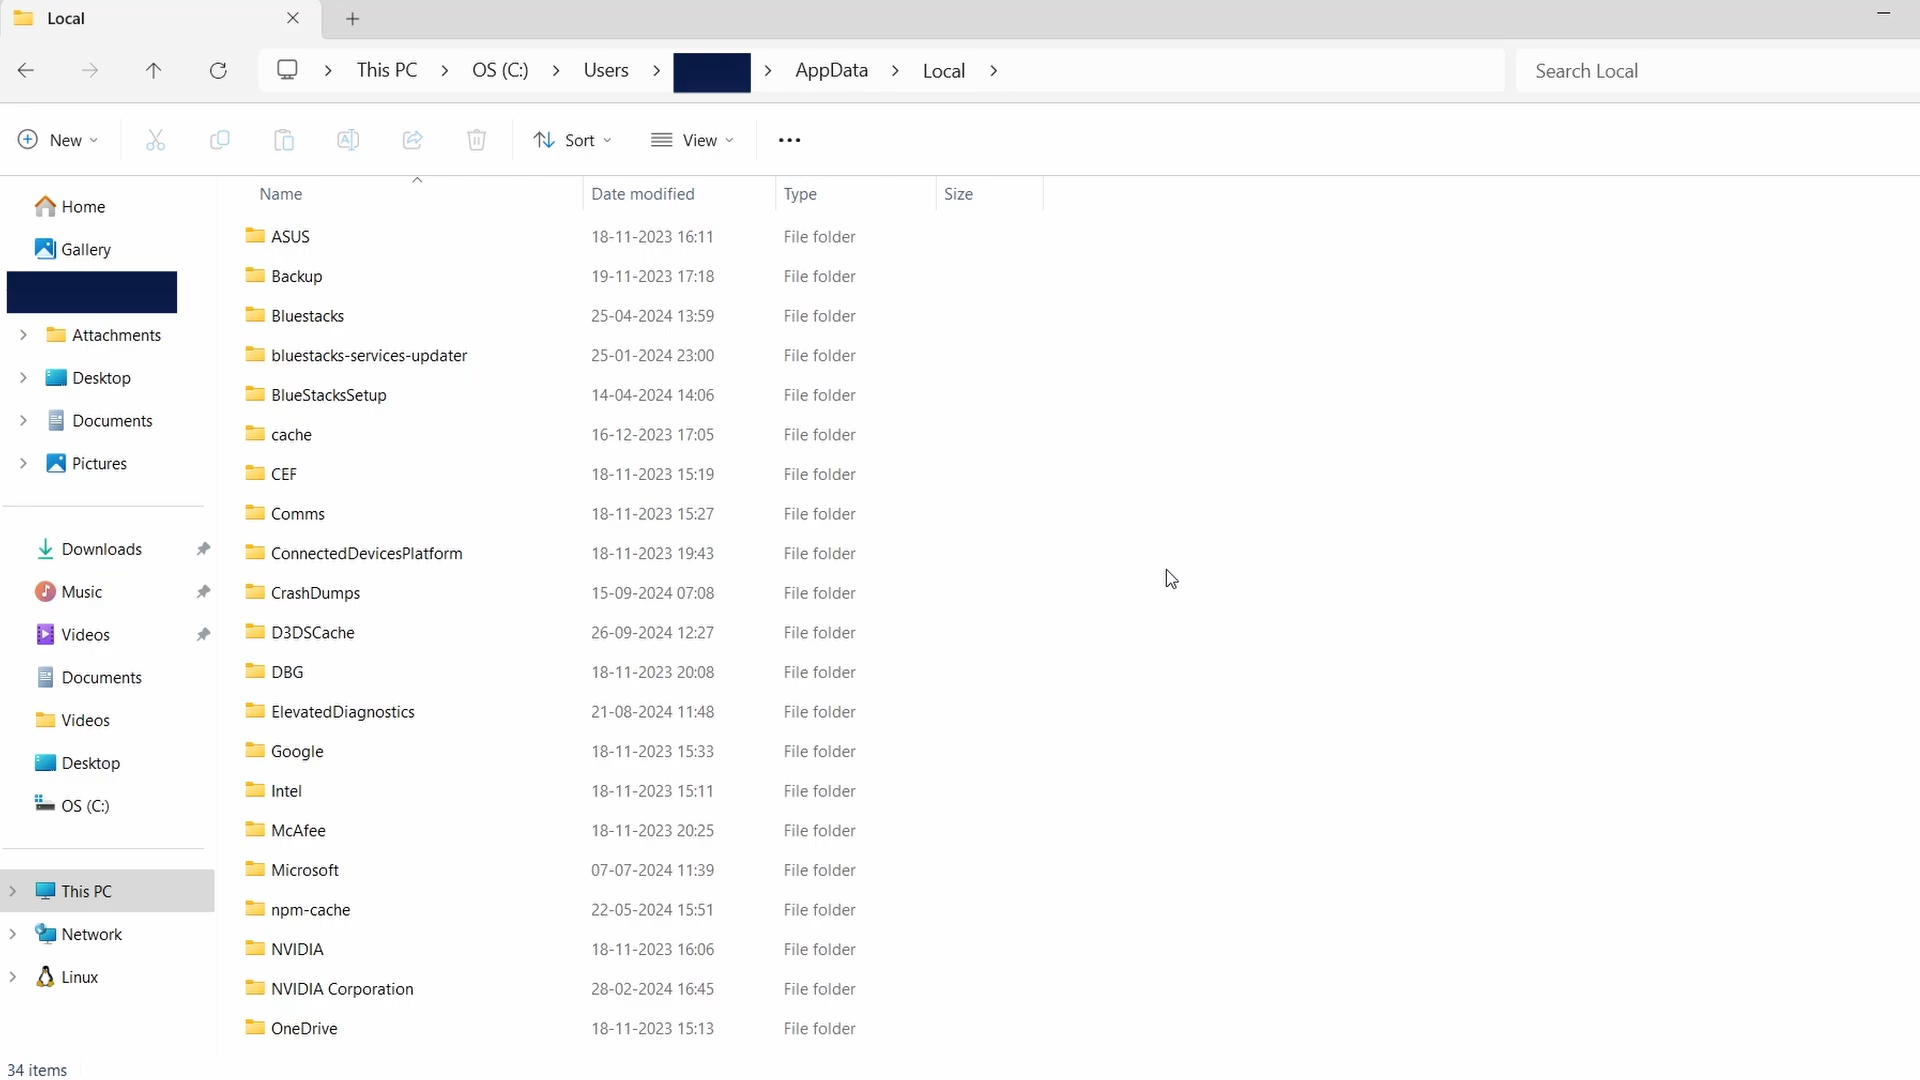 Local
This PC > OS (C:) > Users > > AppData > Local >
Search Local
New
Sort
View
Name Date modified Type Size
Home
Gallery
Attachments
Desktop
Documents
Pictures
Downloads
Music
Videos
Documents
Videos
Desktop
OS (C:)
This PC
Network
Linux
ASUS 18-11-2023 16:11 File folder
Backup 19-11-2023 17:18 File folder
Bluestacks 25-04-2024 13:59 File folder
bluestacks-services-updater 25-01-2024 23:00 File folder
BlueStacksSetup 14-04-2024 14:06 File folder
cache 16-12-2023 17:05 File folder
CEF 18-11-2023 15:19 File folder
Comms 18-11-2023 15:27 File folder
ConnectedDevicesPlatform 18-11-2023 19:43 File folder
CrashDumps 15-09-2024 07:08 File folder
D3DSCache 26-09-2024 12:27 File folder
DBG 18-11-2023 20:08 File folder
ElevatedDiagnostics 21-08-2024 11:48 File folder
Google 18-11-2023 15:33 File folder
Intel 18-11-2023 15:11 File folder
McAfee 18-11-2023 20:25 File folder
Microsoft 07-07-2024 11:39 File folder
npm-cache 22-05-2024 15:51 File folder
NVIDIA 18-11-2023 16:06 File folder
NVIDIA Corporation 28-02-2024 16:45 File folder
OneDrive 18-11-2023 15:13 File folder
34 items